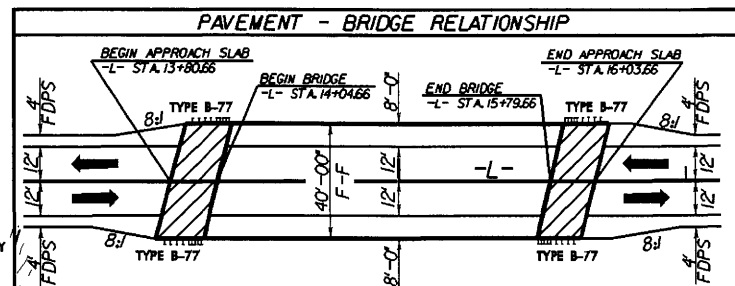 PAVEMENT - BRIDGE RELATIONSHIP
BEGIN APPROACH SLAB
-L- STA.13+80.66
END APPROACH SLAB
-L- STA.16+03.66
BEGIN BRIDGE
-L- STA.14+04.66
END BRIDGE
-L- STA.15+79.66
4'
FDPS
8:1
TYPE B-77
8'-0"
TYPE B-77
8:1
4'
FDPS
12'
12'
40'-00"
F-F
12'
12'
-L-
12'
12'
Y
4'
FDPS
8:1
TYPE B-77
8'-0"
TYPE B-77
8:1
4'
FDPS